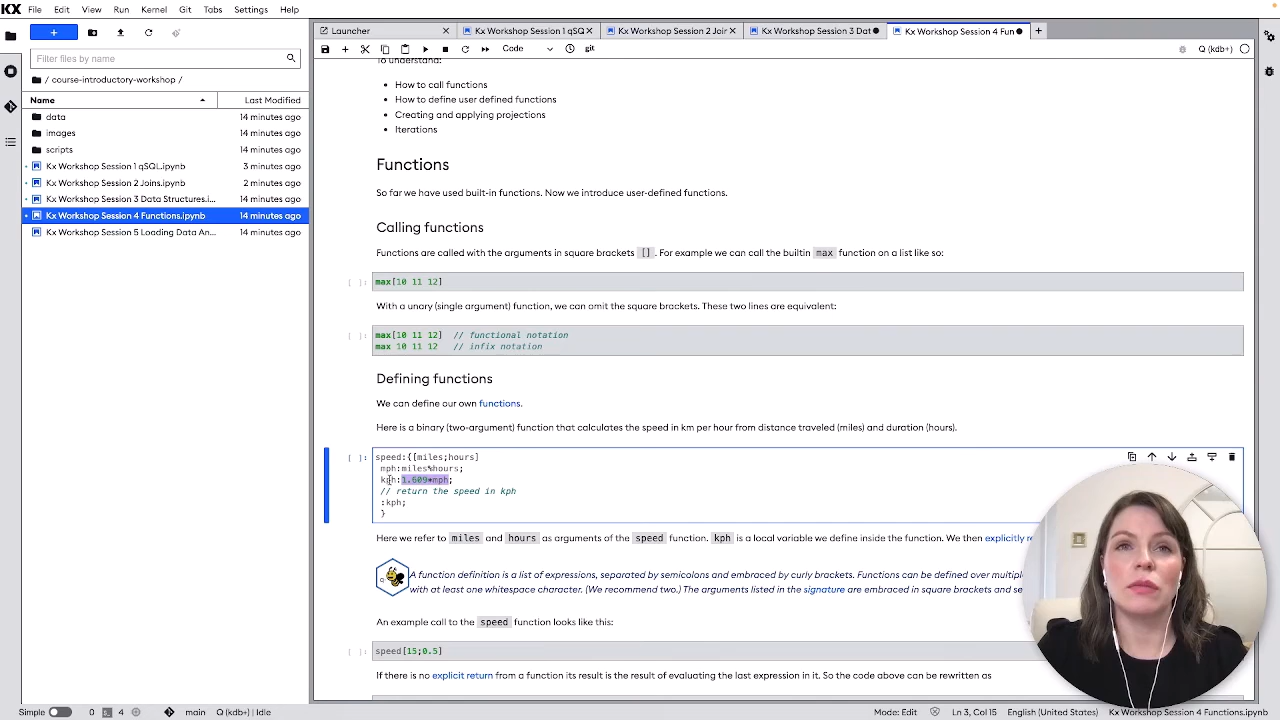 KX File Edit View Run Kernel Git Tabs Settings Help
+
Filter files by name
/ course-introductory-workshop /
Name Last Modified
data 14 minutes ago
images 14 minutes ago
scripts 14 minutes ago
Kx Workshop Session 1 qSQL.ipynb 3 minutes ago
Kx Workshop Session 2 Joins.ipynb 2 minutes ago
Kx Workshop Session 3 Data Structures.i... 14 minutes ago
Kx Workshop Session 4 Functions.ipynb 14 minutes ago
Kx Workshop Session 5 Loading Data An... 14 minutes ago
Launcher Kx Workshop Session 1 qSQ Kx Workshop Session 2 Join Kx Workshop Session 3 Dat Kx Workshop Session 4 Fun
Code git Q (kdb+)
To understand:
• How to call functions
• How to define user defined functions
• Creating and applying projections
• Iterations
Functions
So far we have used built-in functions. Now we introduce user-defined functions.
Calling functions
Functions are called with the arguments in square brackets []. For example we can call the builtin max function on a list like so:
[ ]: max[10 11 12]
With a unary (single argument) function, we can omit the square brackets. These two lines are equivalent:
[ ]: max[10 11 12] // functional notation
max 10 11 12 // infix notation
Defining functions
We can define our own functions.
Here is a binary (two-argument) function that calculates the speed in km per hour from distance traveled (miles) and duration (hours).
[ ]: speed:{[miles;hours]
mph:miles%hours;
kph:1.609*mph;
// return the speed in kph
:kph;
}
Here we refer to miles and hours as arguments of the speed function. kph is a local variable we define inside the function. We then explicitly re
A function definition is a list of expressions, separated by semicolons and embraced by curly brackets. Functions can be defined over multip
with at least one whitespace character. (We recommend two.) The arguments listed in the signature are embraced in square brackets and se
An example call to the speed function looks like this:
[ ]: speed[15;0.5]
If there is no explicit return from a function its result is the result of evaluating the last expression in it. So the code above can be rewritten as
Simple 0 4 main Q (kdb+) | Idle Mode: Edit Ln 3, Col 15 English (United States) Kx Workshop Session 4 Functions.ipynb